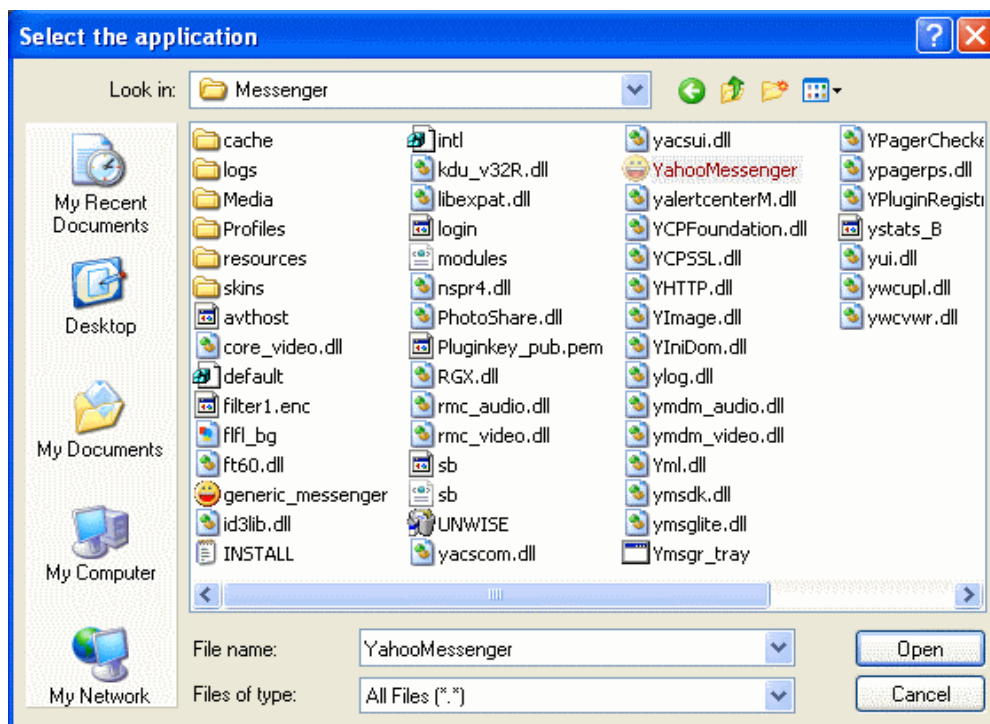 Select the application
Look in:
Messenger
My Recent
Documents
Desktop
My Documents
My Computer
My Network
cache
logs
Media
Profiles
resources
skins
avthost
core_video.dll
default
filter1.enc
flfl_bg
ft60.dll
generic_messenger
id3lib.dll
INSTALL
intl
kdu_v32R.dll
libexpat.dll
login
modules
nspr4.dll
PhotoShare.dll
Pluginkey_pub.pem
RGX.dll
rmc_audio.dll
rmc_video.dll
sb
sb
UNWISE
yacscom.dll
yacsui.dll
YahooMessenger
yalertcenterM.dll
YCPFoundation.dll
YCPSSL.dll
YHTTP.dll
YImage.dll
YIniDom.dll
ylog.dll
ymdm_audio.dll
ymdm_video.dll
Yml.dll
ymsdk.dll
ymsglite.dll
Ymsgr_tray
YPagerChecke
ypagerps.dll
YPluginRegistr
ystats_B
yui.dll
ywcupl.dll
ywcvwr.dll
File name:
YahooMessenger
Open
Files of type:
All Files (*.*)
Cancel